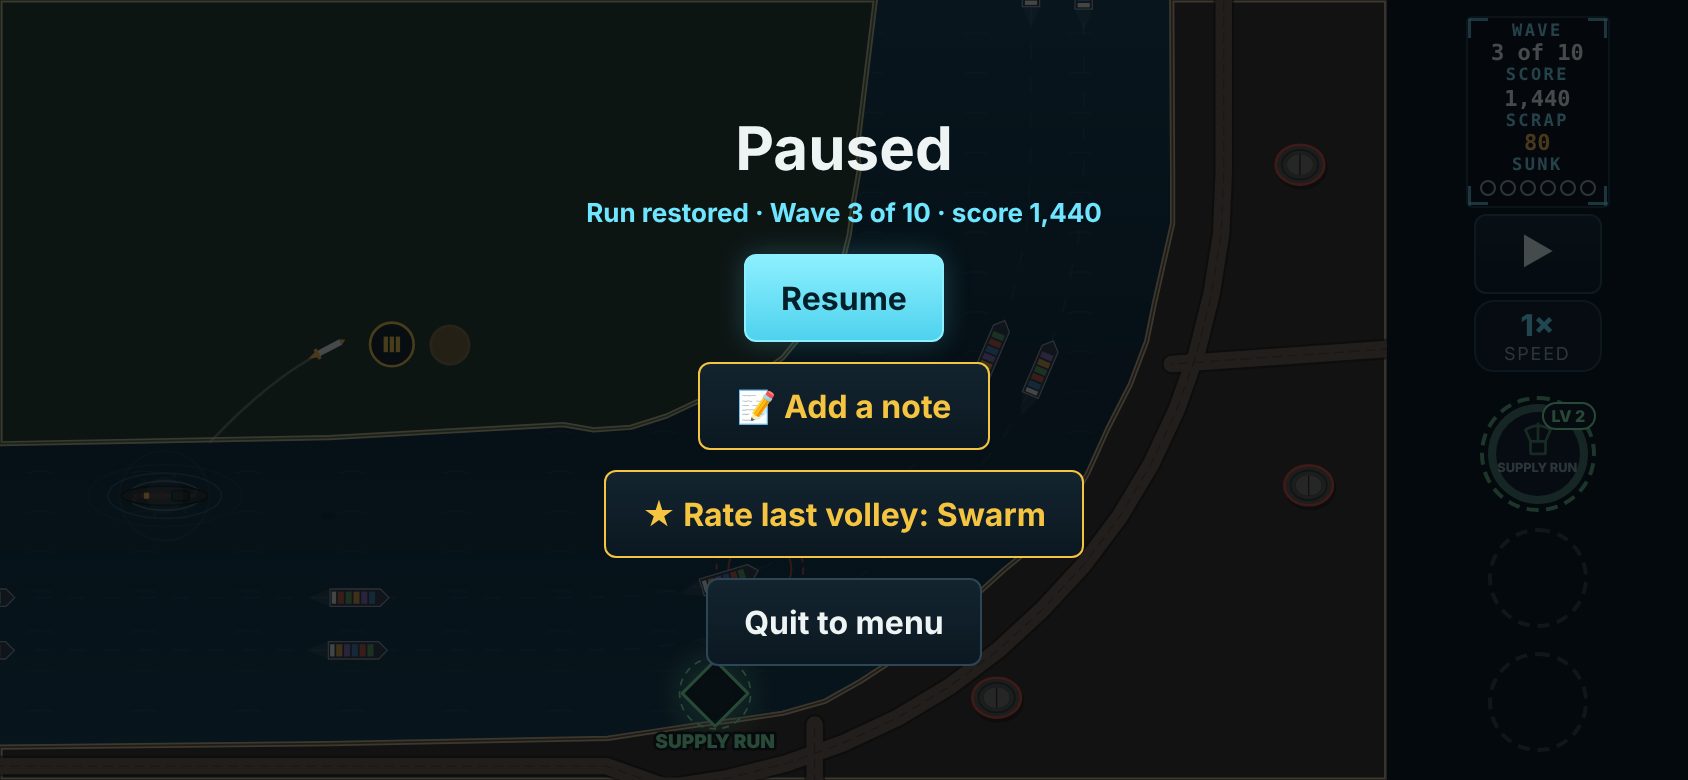 Paused
Run restored · Wave 3 of 10 · score 1,440
Resume
📝 Add a note
★ Rate last volley: Swarm
Quit to menu
SUPPLY RUN
WAVE
3 of 10
SCORE
1,440
SCRAP
80
SUNK
1×
SPEED
LV 2
SUPPLY RUN